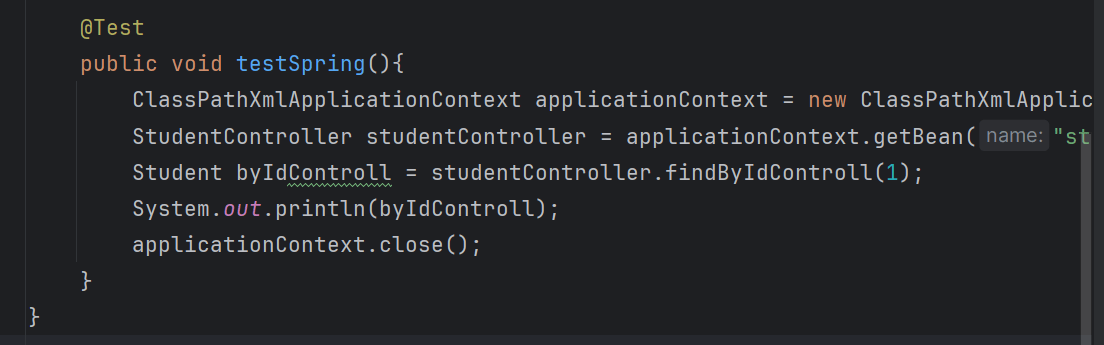 @Test
public void testSpring(){
ClassPathXmlApplicationContext applicationContext = new ClassPathXmlApplic
StudentController studentController = applicationContext.getBean( name: "st
Student byIdControll = studentController.findByIdControll(1);
System.out.println(byIdControll);
applicationContext.close();
}
}